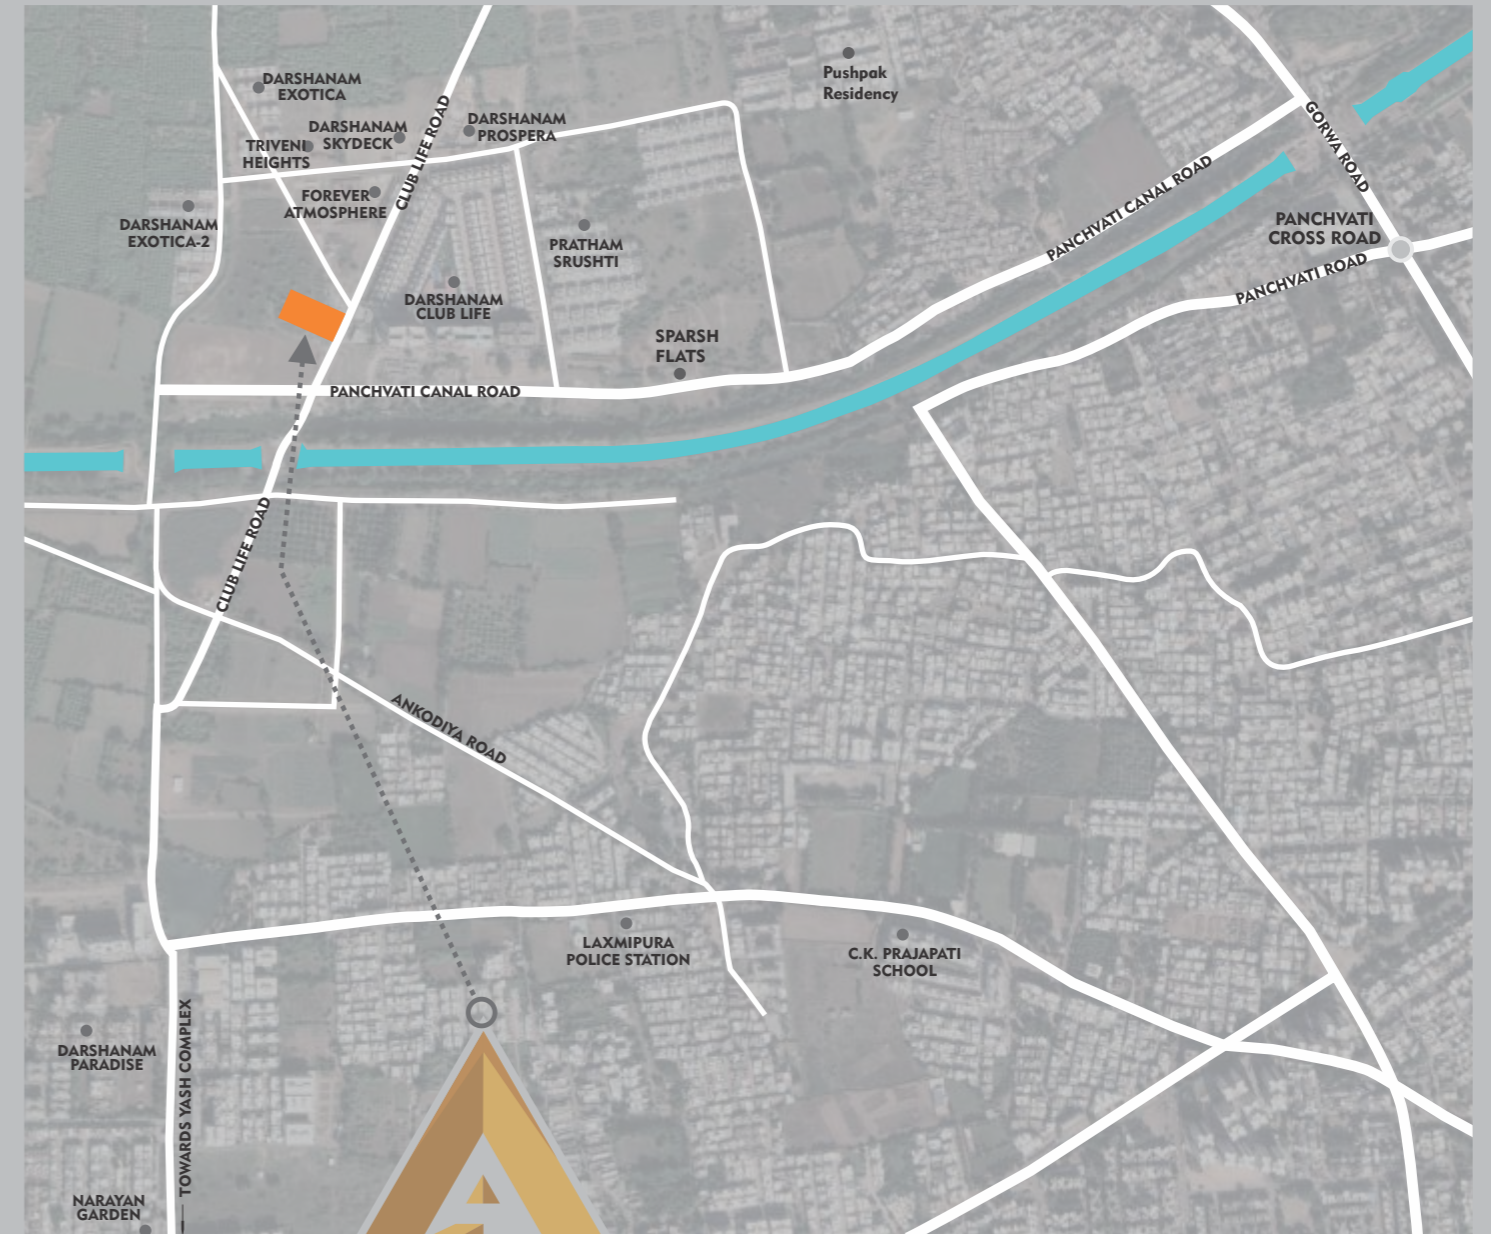 Pushpak
Residency
DARSHANAM
EXOTICA
DARSHANAM
SKYDECK
TRIVENI
HEIGHTS
CLUB LIFE ROAD
DARSHANAM
PROSPERA
GORWA ROAD
FOREVER
ATMOSPHERE
DARSHANAM
EXOTICA-2
PRATHAM
SRUSHTI
PANCHVATI CANAL ROAD
PANCHVATI
CROSS ROAD
PANCHVATI ROAD
DARSHANAM
CLUB LIFE
SPARSH
FLATS
PANCHVATI CANAL ROAD
CLUB LIFE ROAD
ANKODIYA ROAD
LAXMIPURA
POLICE STATION
C.K. PRAJAPATI
SCHOOL
DARSHANAM
PARADISE
TOWARDS YASH COMPLEX
NARAYAN
GARDEN